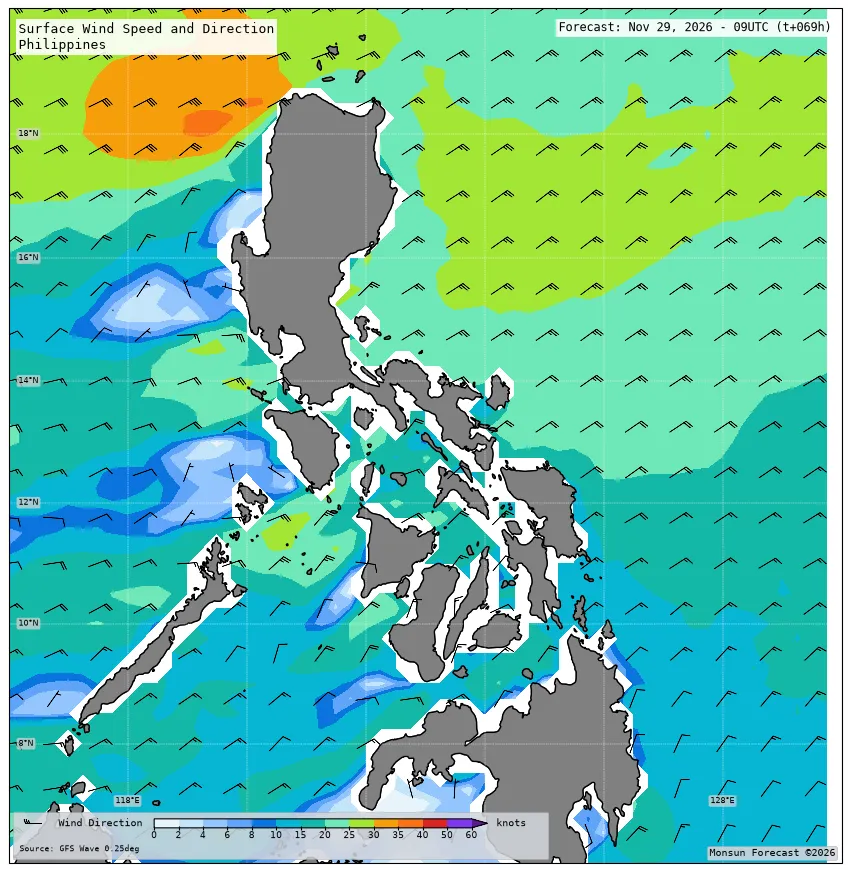 Surface Wind Speed and Direction
Philippines
Forecast: Nov 29, 2026 - 09UTC (t+069h)
18°N
16°N
14°N
12°N
10°N
8°N
118°E
128°E
Wind Direction
0 2 4 6 8 10 15 20 25 30 35 40 50 60
knots
Source: GFS Wave 0.25deg
Monsun Forecast ©2026